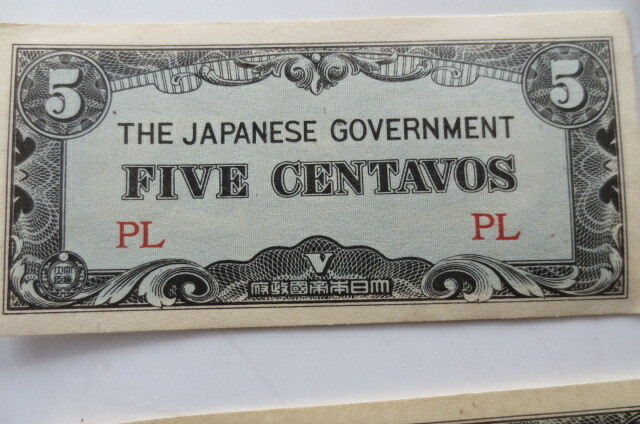 5 5
THE JAPANESE GOVERNMENT
FIVE CENTAVOS
PL PL
V
府政國帝本日大